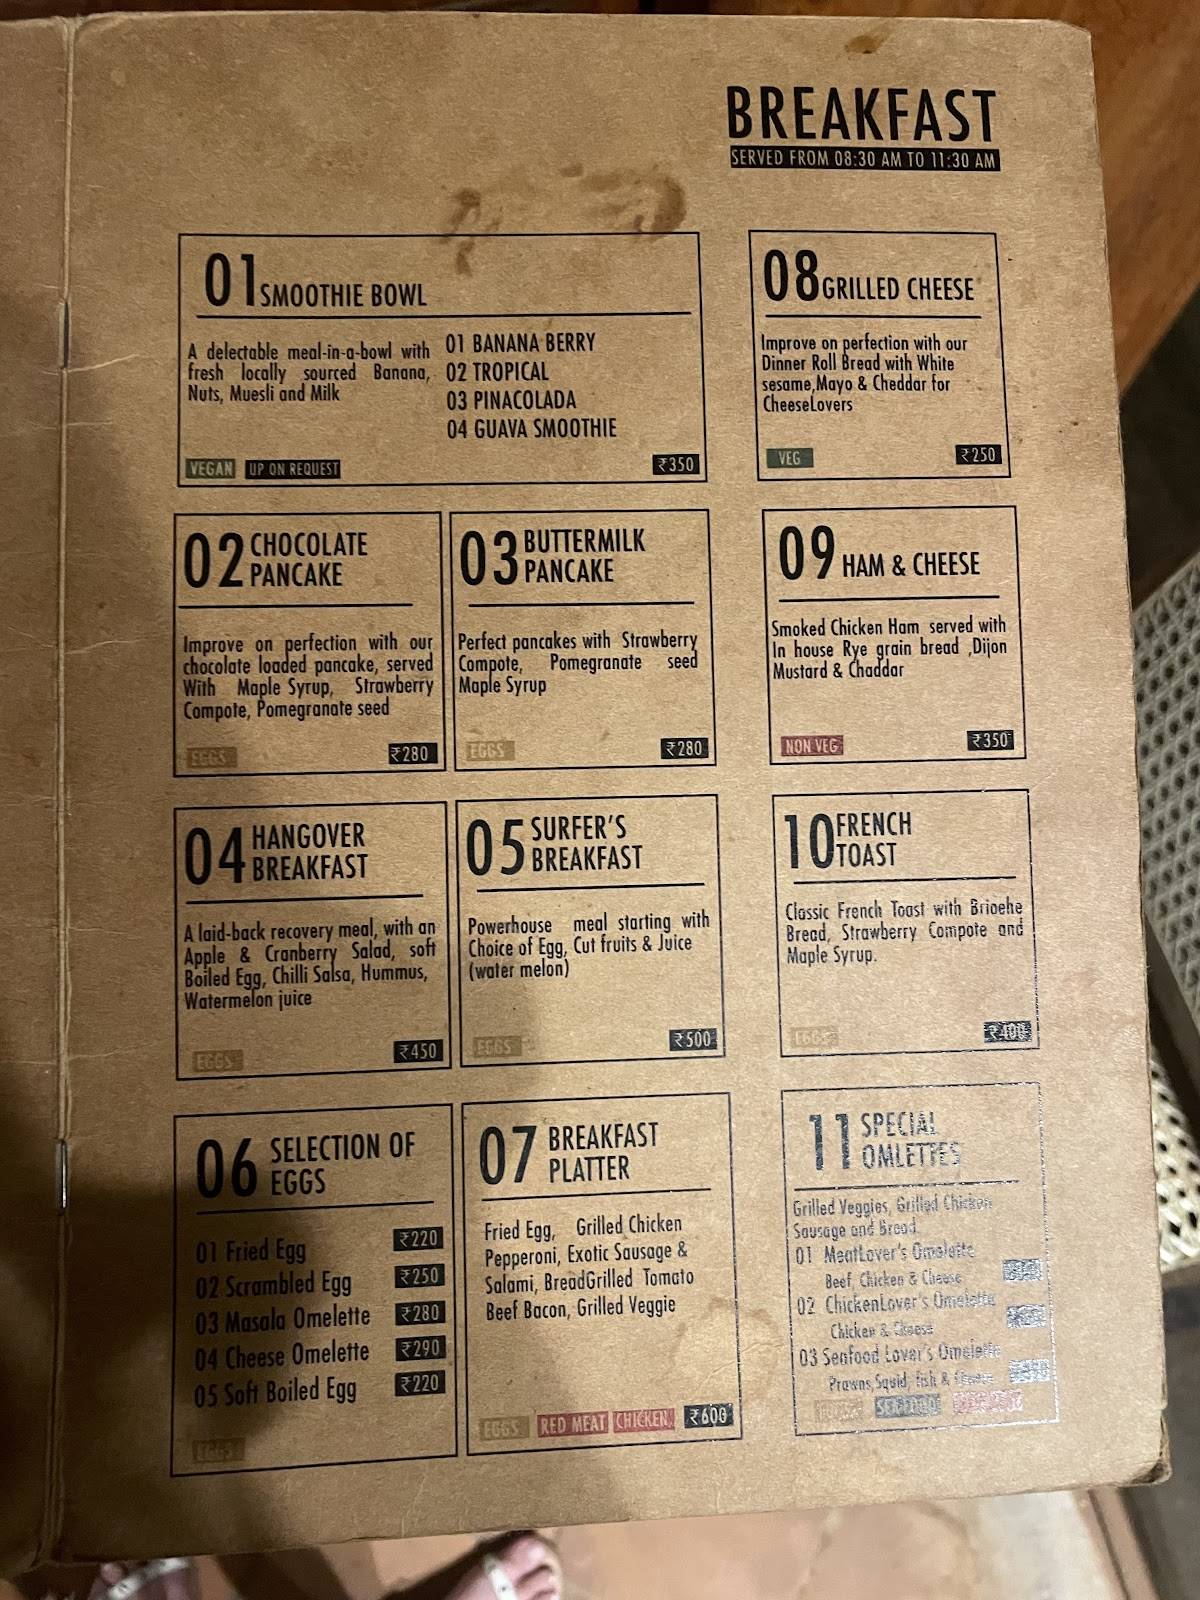 BREAKFAST
SERVED FROM 08:30 AM TO 11:30 AM
01 SMOOTHIE BOWL
A delectable meal-in-a-bowl with
fresh locally sourced Banana,
Nuts, Muesli and Milk
01 BANANA BERRY
02 TROPICAL
03 PINACOLADA
04 GUAVA SMOOTHIE
VEGAN UP ON REQUEST ₹350
02 CHOCOLATE
PANCAKE
Improve on perfection with our
chocolate loaded pancake, served
With Maple Syrup, Strawberry
Compote, Pomegranate seed
EGGS ₹280
03 BUTTERMILK
PANCAKE
Perfect pancakes with Strawberry
Compote, Pomegranate seed
Maple Syrup
EGGS ₹280
04 HANGOVER
BREAKFAST
A laid-back recovery meal, with an
Apple & Cranberry Salad, soft
Boiled Egg, Chilli Salsa, Hummus,
Watermelon juice
EGGS ₹450
05 SURFER'S
BREAKFAST
Powerhouse meal starting with
Choice of Egg, Cut fruits & Juice
(water melon)
EGGS ₹500
06 SELECTION OF
EGGS
01 Fried Egg ₹220
02 Scrambled Egg ₹250
03 Masala Omelette ₹280
04 Cheese Omelette ₹290
05 Soft Boiled Egg ₹220
EGGS
07 BREAKFAST
PLATTER
Fried Egg, Grilled Chicken
Pepperoni, Exotic Sausage &
Salami, BreadGrilled Tomato
Beef Bacon, Grilled Veggie
EGGS RED MEAT CHICKEN ₹600
08 GRILLED CHEESE
Improve on perfection with our
Dinner Roll Bread with White
sesame,Mayo & Cheddar for
CheeseLovers
VEG ₹250
09 HAM & CHEESE
Smoked Chicken Ham served with
In house Rye grain bread ,Dijon
Mustard & Chaddar
NON VEG ₹350
10 FRENCH
TOAST
Classic French Toast with Brioehe
Bread, Strawberry Compote and
Maple Syrup.
EGGS ₹400
11 SPECIAL
OMLETTES
Grilled Veggies, Grilled Chicken
Sausage and Bread
01 MeatLover's Omelette
Beef, Chicken & Cheese
02 ChickenLover's Omelette
Chicken & Cheese
03 Seafood Lover's Omelette
Prawns,Squid, Fish & Cheese
SEAFOOD